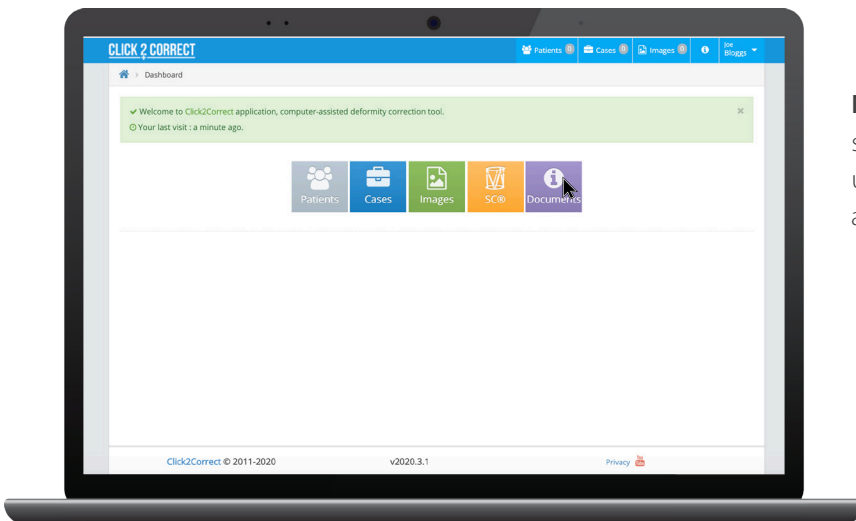 CLICK 2 CORRECT
Patients 0 Cases 0 Images 0 Joe Bloggs
Dashboard
Welcome to Click2Correct application, computer-assisted deformity correction tool.
Your last visit : a minute ago.
Patients Cases Images SC® Documents
Click2Correct © 2011-2020 v2020.3.1 Privacy